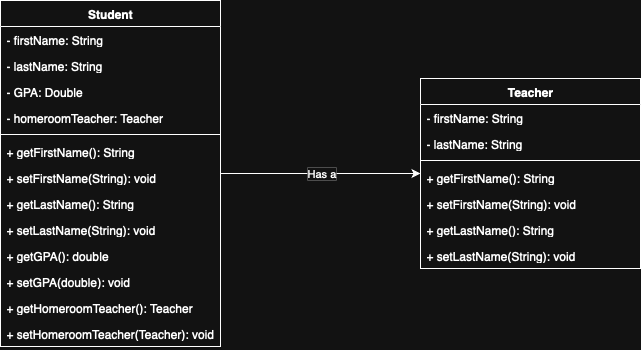 Student
- firstName: String
- lastName: String
- GPA: Double
- homeroomTeacher: Teacher
+ getFirstName(): String
+ setFirstName(String): void
+ getLastName(): String
+ setLastName(String): void
+ getGPA(): double
+ setGPA(double): void
+ getHomeroomTeacher(): Teacher
+ setHomeroomTeacher(Teacher): void
Has a
Teacher
- firstName: String
- lastName: String
+ getFirstName(): String
+ setFirstName(String): void
+ getLastName(): String
+ setLastName(String): void